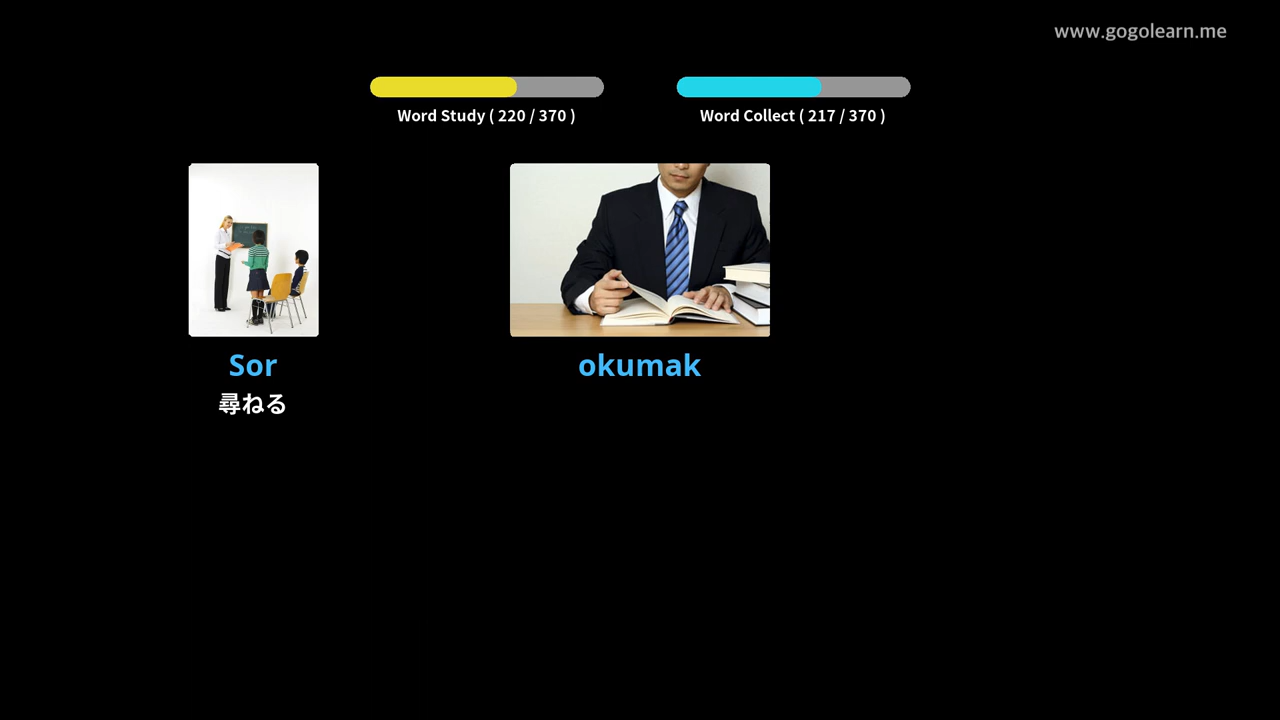 www.gogolearn.me
Word Study ( 220 / 370 )
Word Collect ( 217 / 370 )
Sor
尋ねる
okumak